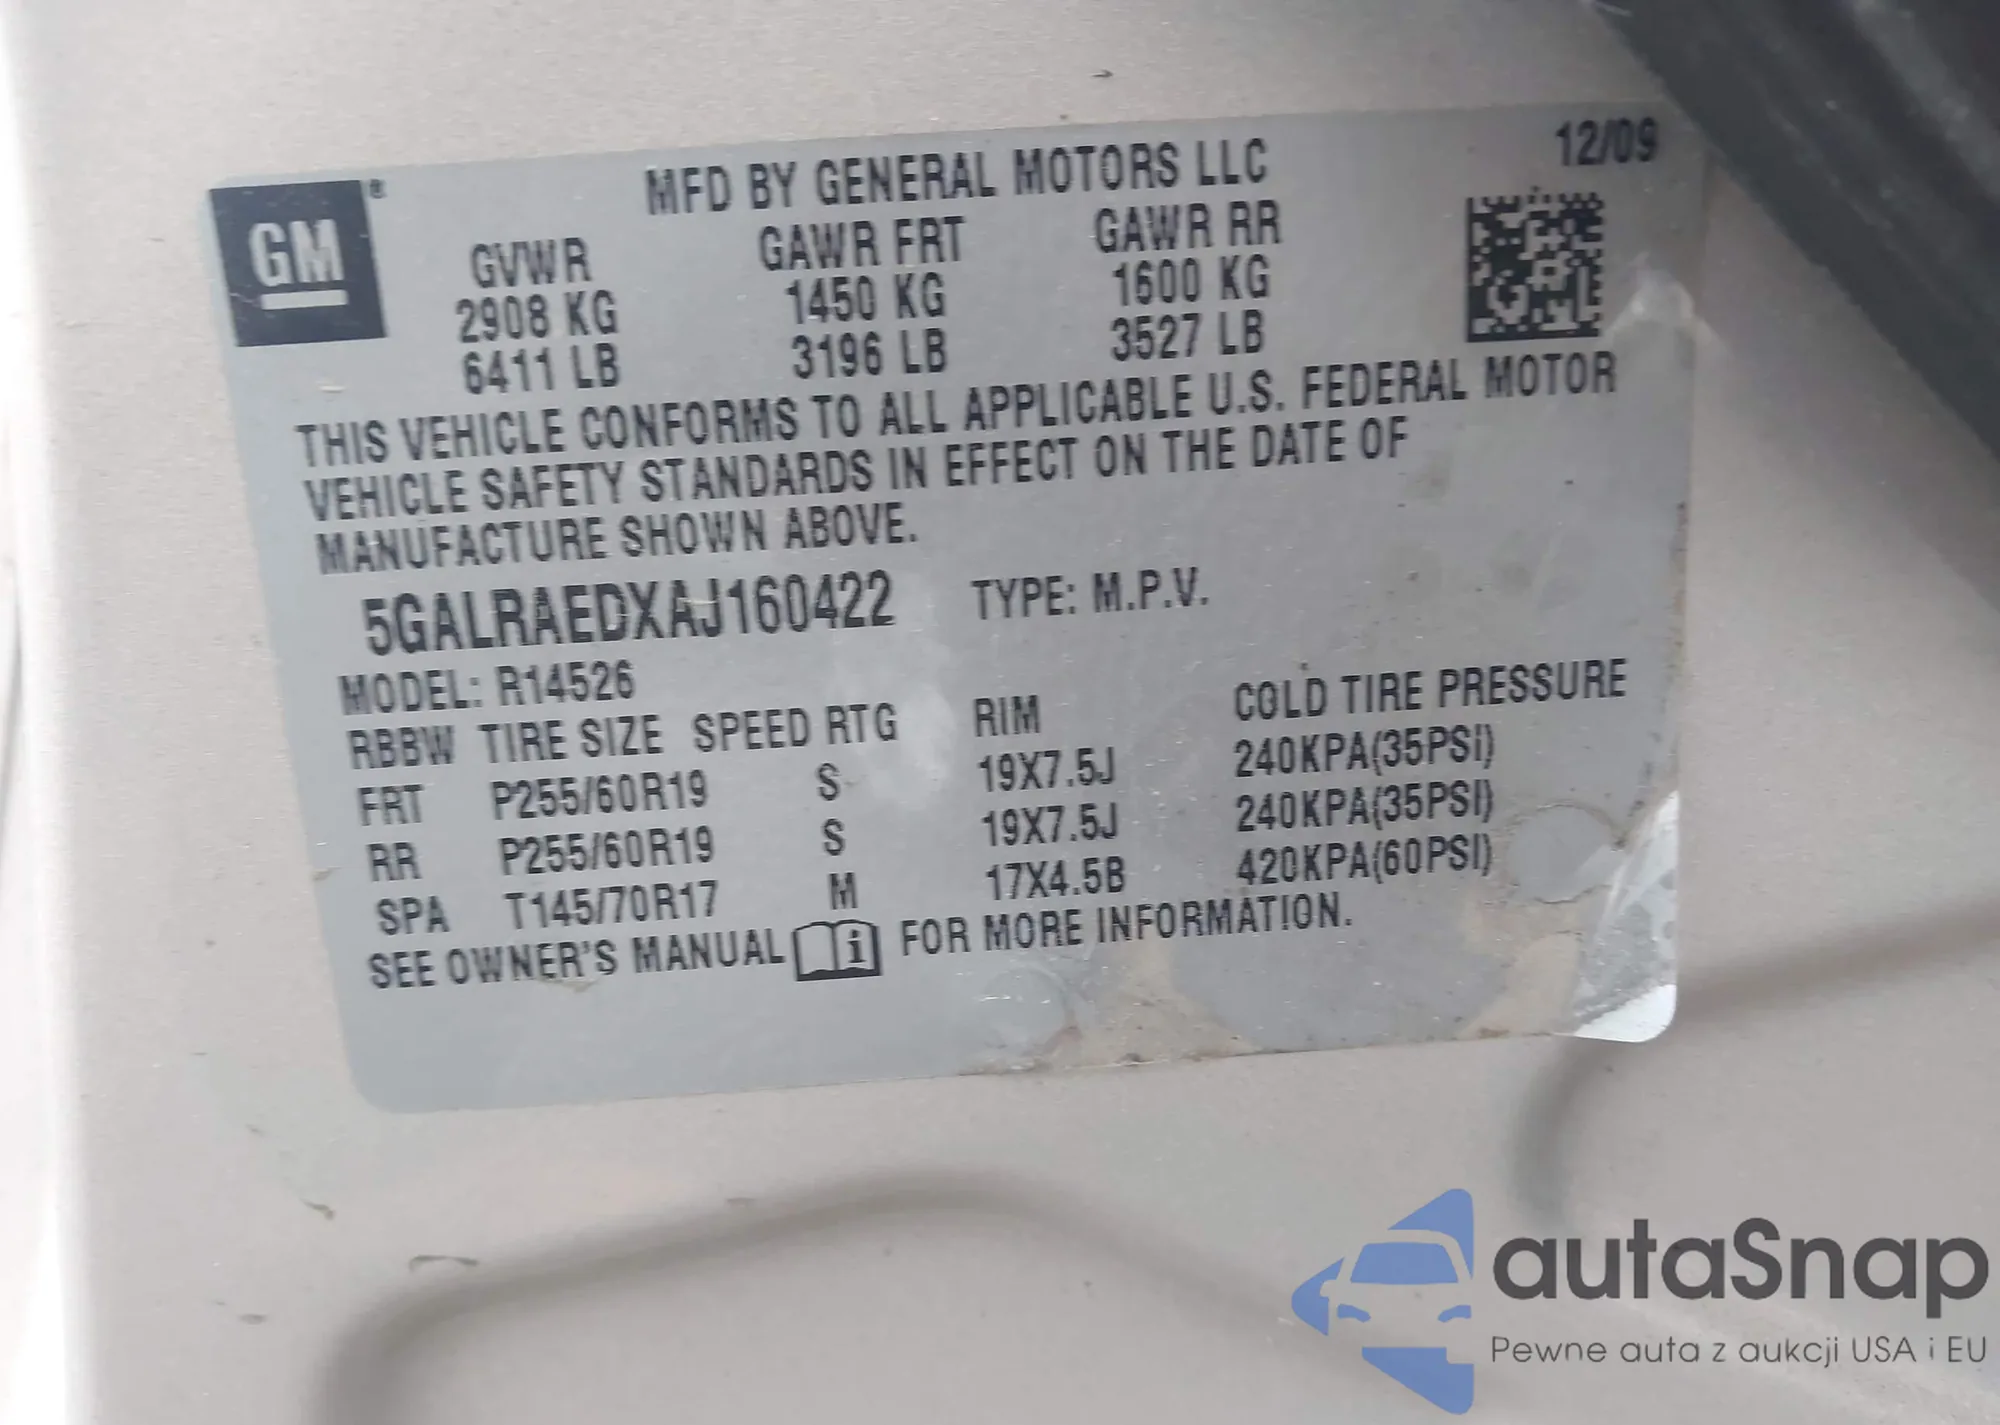 12/09
MFD BY GENERAL MOTORS LLC
GM ®
GVWR GAWR FRT GAWR RR
2908 KG 1450 KG 1600 KG
6411 LB 3196 LB 3527 LB
THIS VEHICLE CONFORMS TO ALL APPLICABLE U.S. FEDERAL MOTOR
VEHICLE SAFETY STANDARDS IN EFFECT ON THE DATE OF
MANUFACTURE SHOWN ABOVE.
5GALRAEDXAJ160422 TYPE: M.P.V.
MODEL: R14526
RBBW TIRE SIZE SPEED RTG RIM COLD TIRE PRESSURE
FRT P255/60R19 S 19X7.5J 240KPA(35PSI)
RR P255/60R19 S 19X7.5J 240KPA(35PSI)
SPA T145/70R17 M 17X4.5B 420KPA(60PSI)
SEE OWNER'S MANUAL i FOR MORE INFORMATION.
autaSnap
Pewne auta z aukcji USA i EU